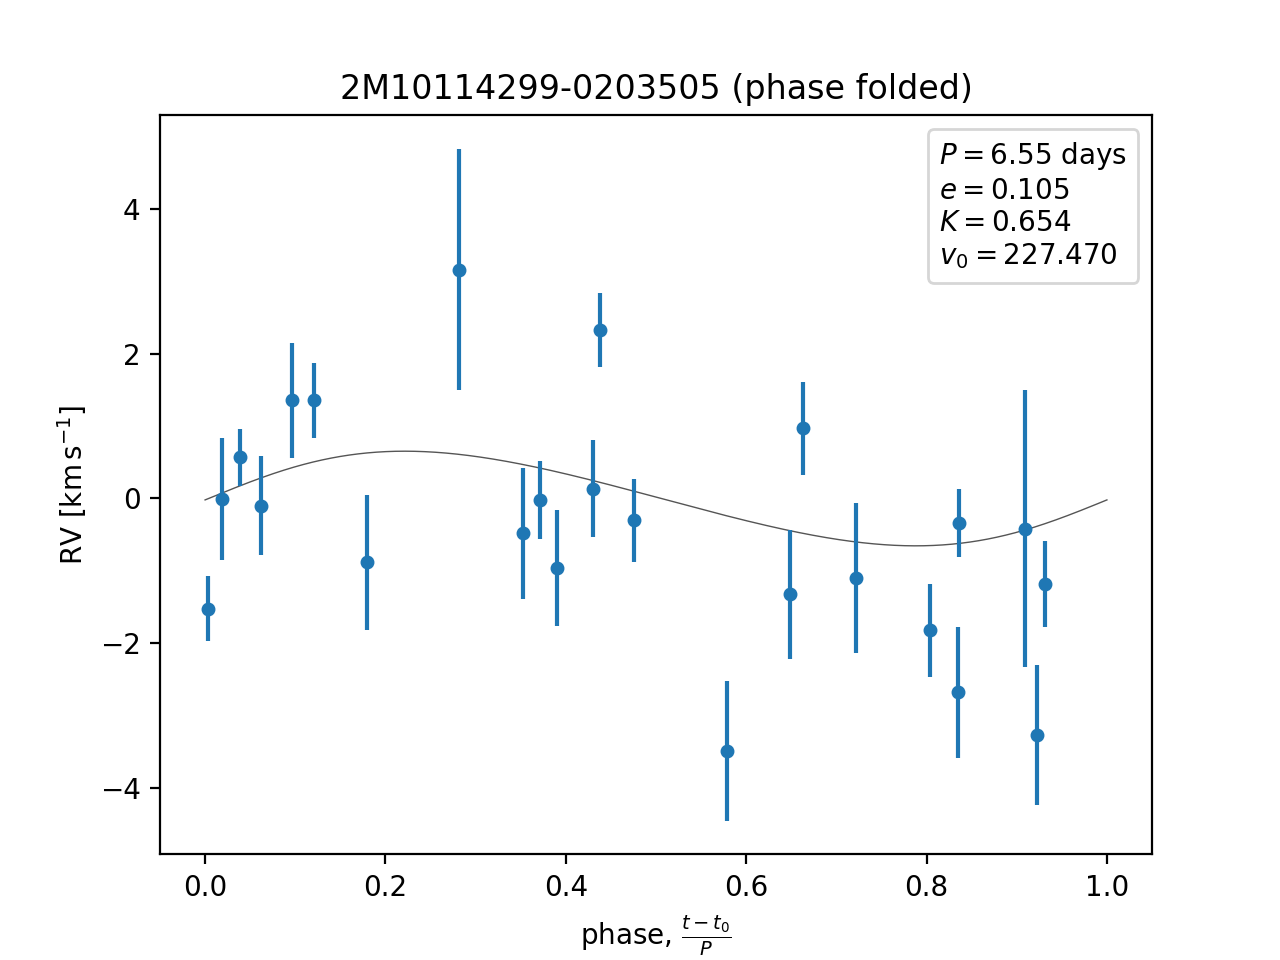 2M10114299-0203505 (phase folded)
P = 6.55 days
e = 0.105
K = 0.654
v₀ = 227.470
4
2
0
−2
−4
RV [km s⁻¹]
0.0 0.2 0.4 0.6 0.8 1.0
phase, (t − t₀)/P